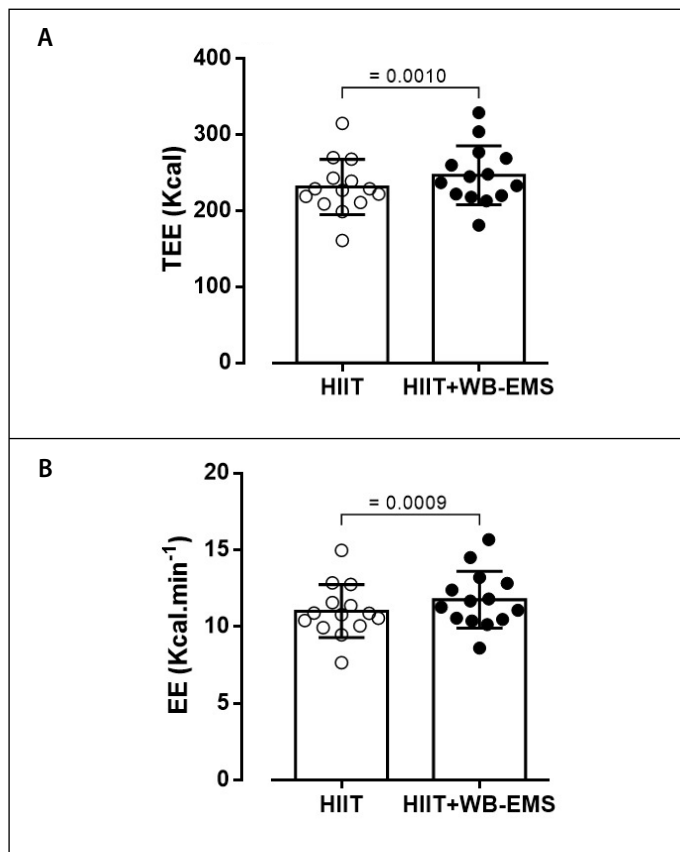 A
400
= 0.0010
300
200
100
0
TEE (Kcal)
HIIT
HIIT+WB-EMS
B
20
= 0.0009
15
10
5
0
EE (Kcal.min⁻¹)
HIIT
HIIT+WB-EMS